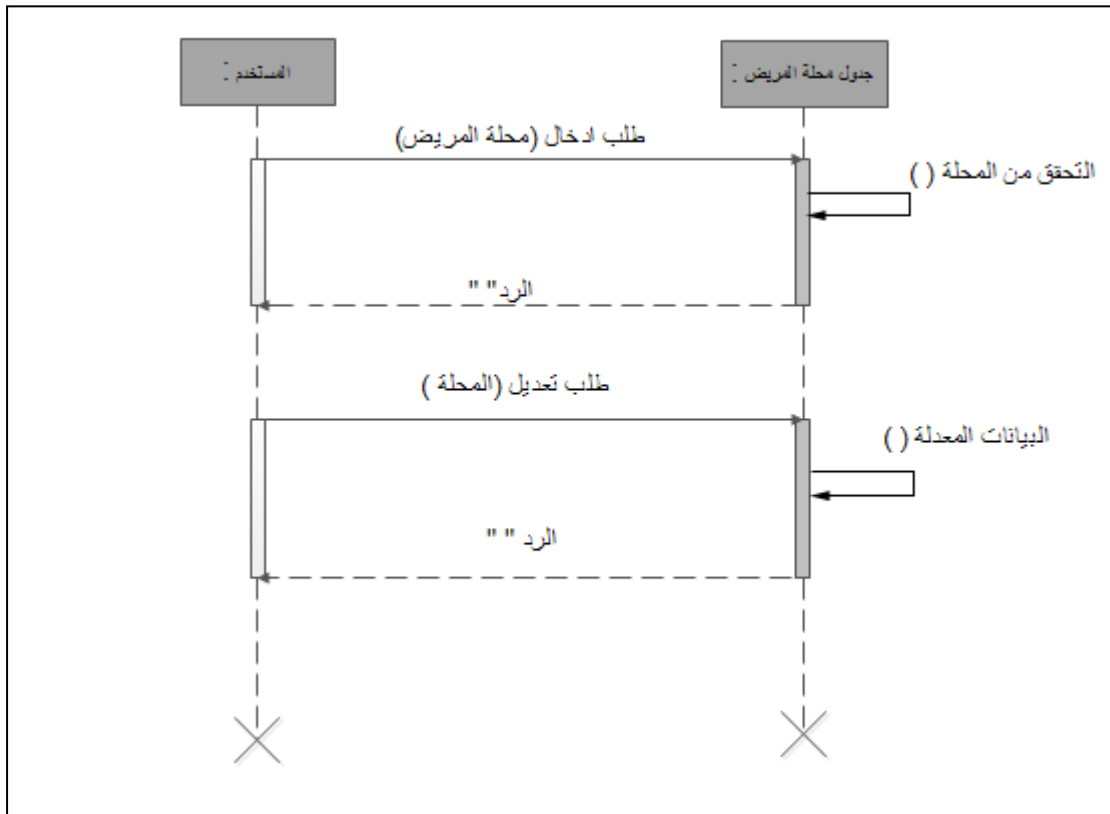 المستخدم :
جدول محلة المريض :
طلب ادخال (محلة المريض)
التحقق من المحلة ( )
الرد" "
طلب تعديل (المحلة )
البيانات المعدلة ( )
الرد " "